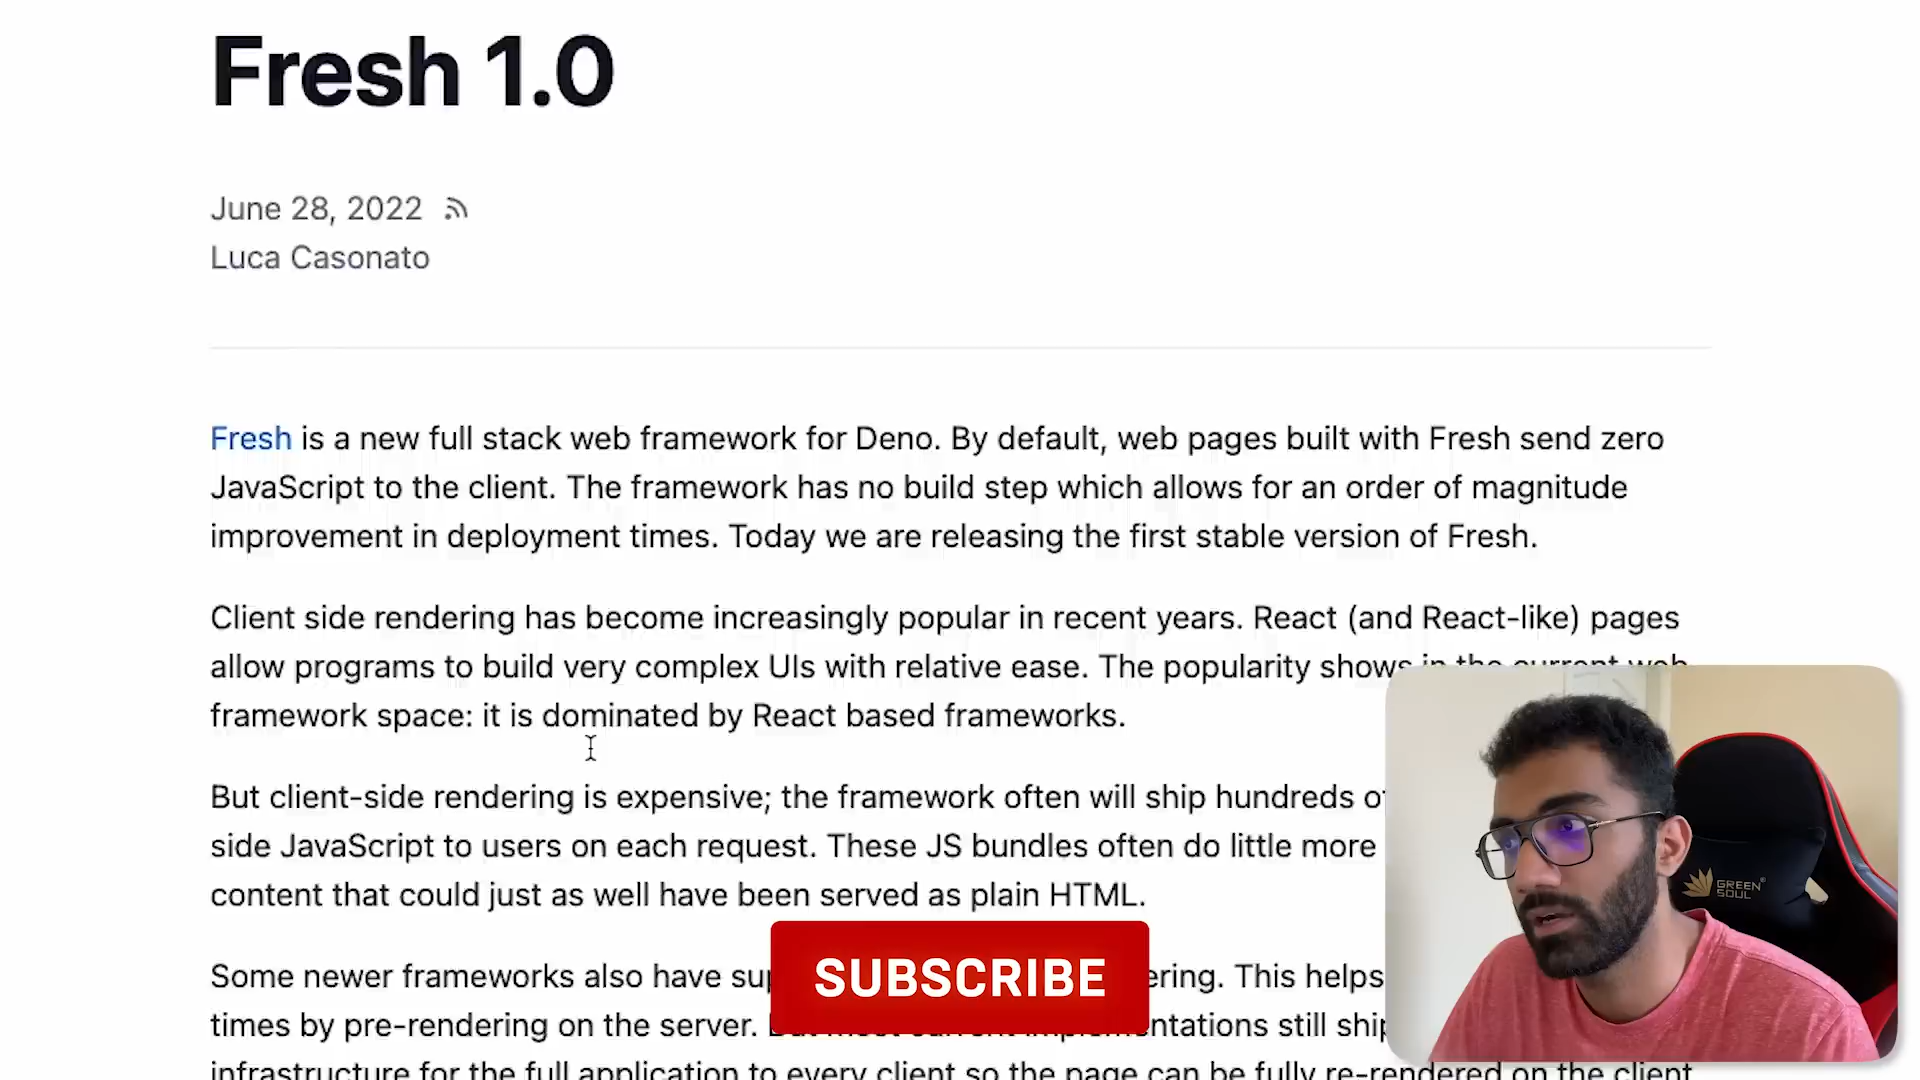 Fresh 1.0
June 28, 2022
Luca Casonato
Fresh is a new full stack web framework for Deno. By default, web pages built with Fresh send zero
JavaScript to the client. The framework has no build step which allows for an order of magnitude
improvement in deployment times. Today we are releasing the first stable version of Fresh.
Client side rendering has become increasingly popular in recent years. React (and React-like) pages
allow programs to build very complex UIs with relative ease. The popularity shows in the current web
framework space: it is dominated by React based frameworks.
But client-side rendering is expensive; the framework often will ship hundreds of
side JavaScript to users on each request. These JS bundles often do little more
content that could just as well have been served as plain HTML.
Some newer frameworks also have ering. This helps
times by pre-rendering on the server. But most current implementations still ship
infrastructure for the full application to every client so the page can be fully re-rendered on the client
SUBSCRIBE
GREEN
SOUL